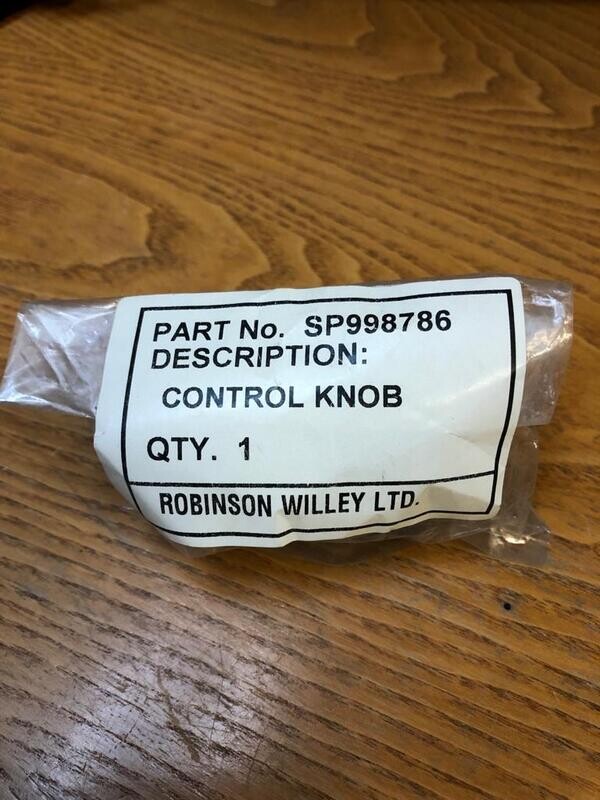 PART No. SP998786
DESCRIPTION:
CONTROL KNOB
QTY. 1
ROBINSON WILLEY LTD.